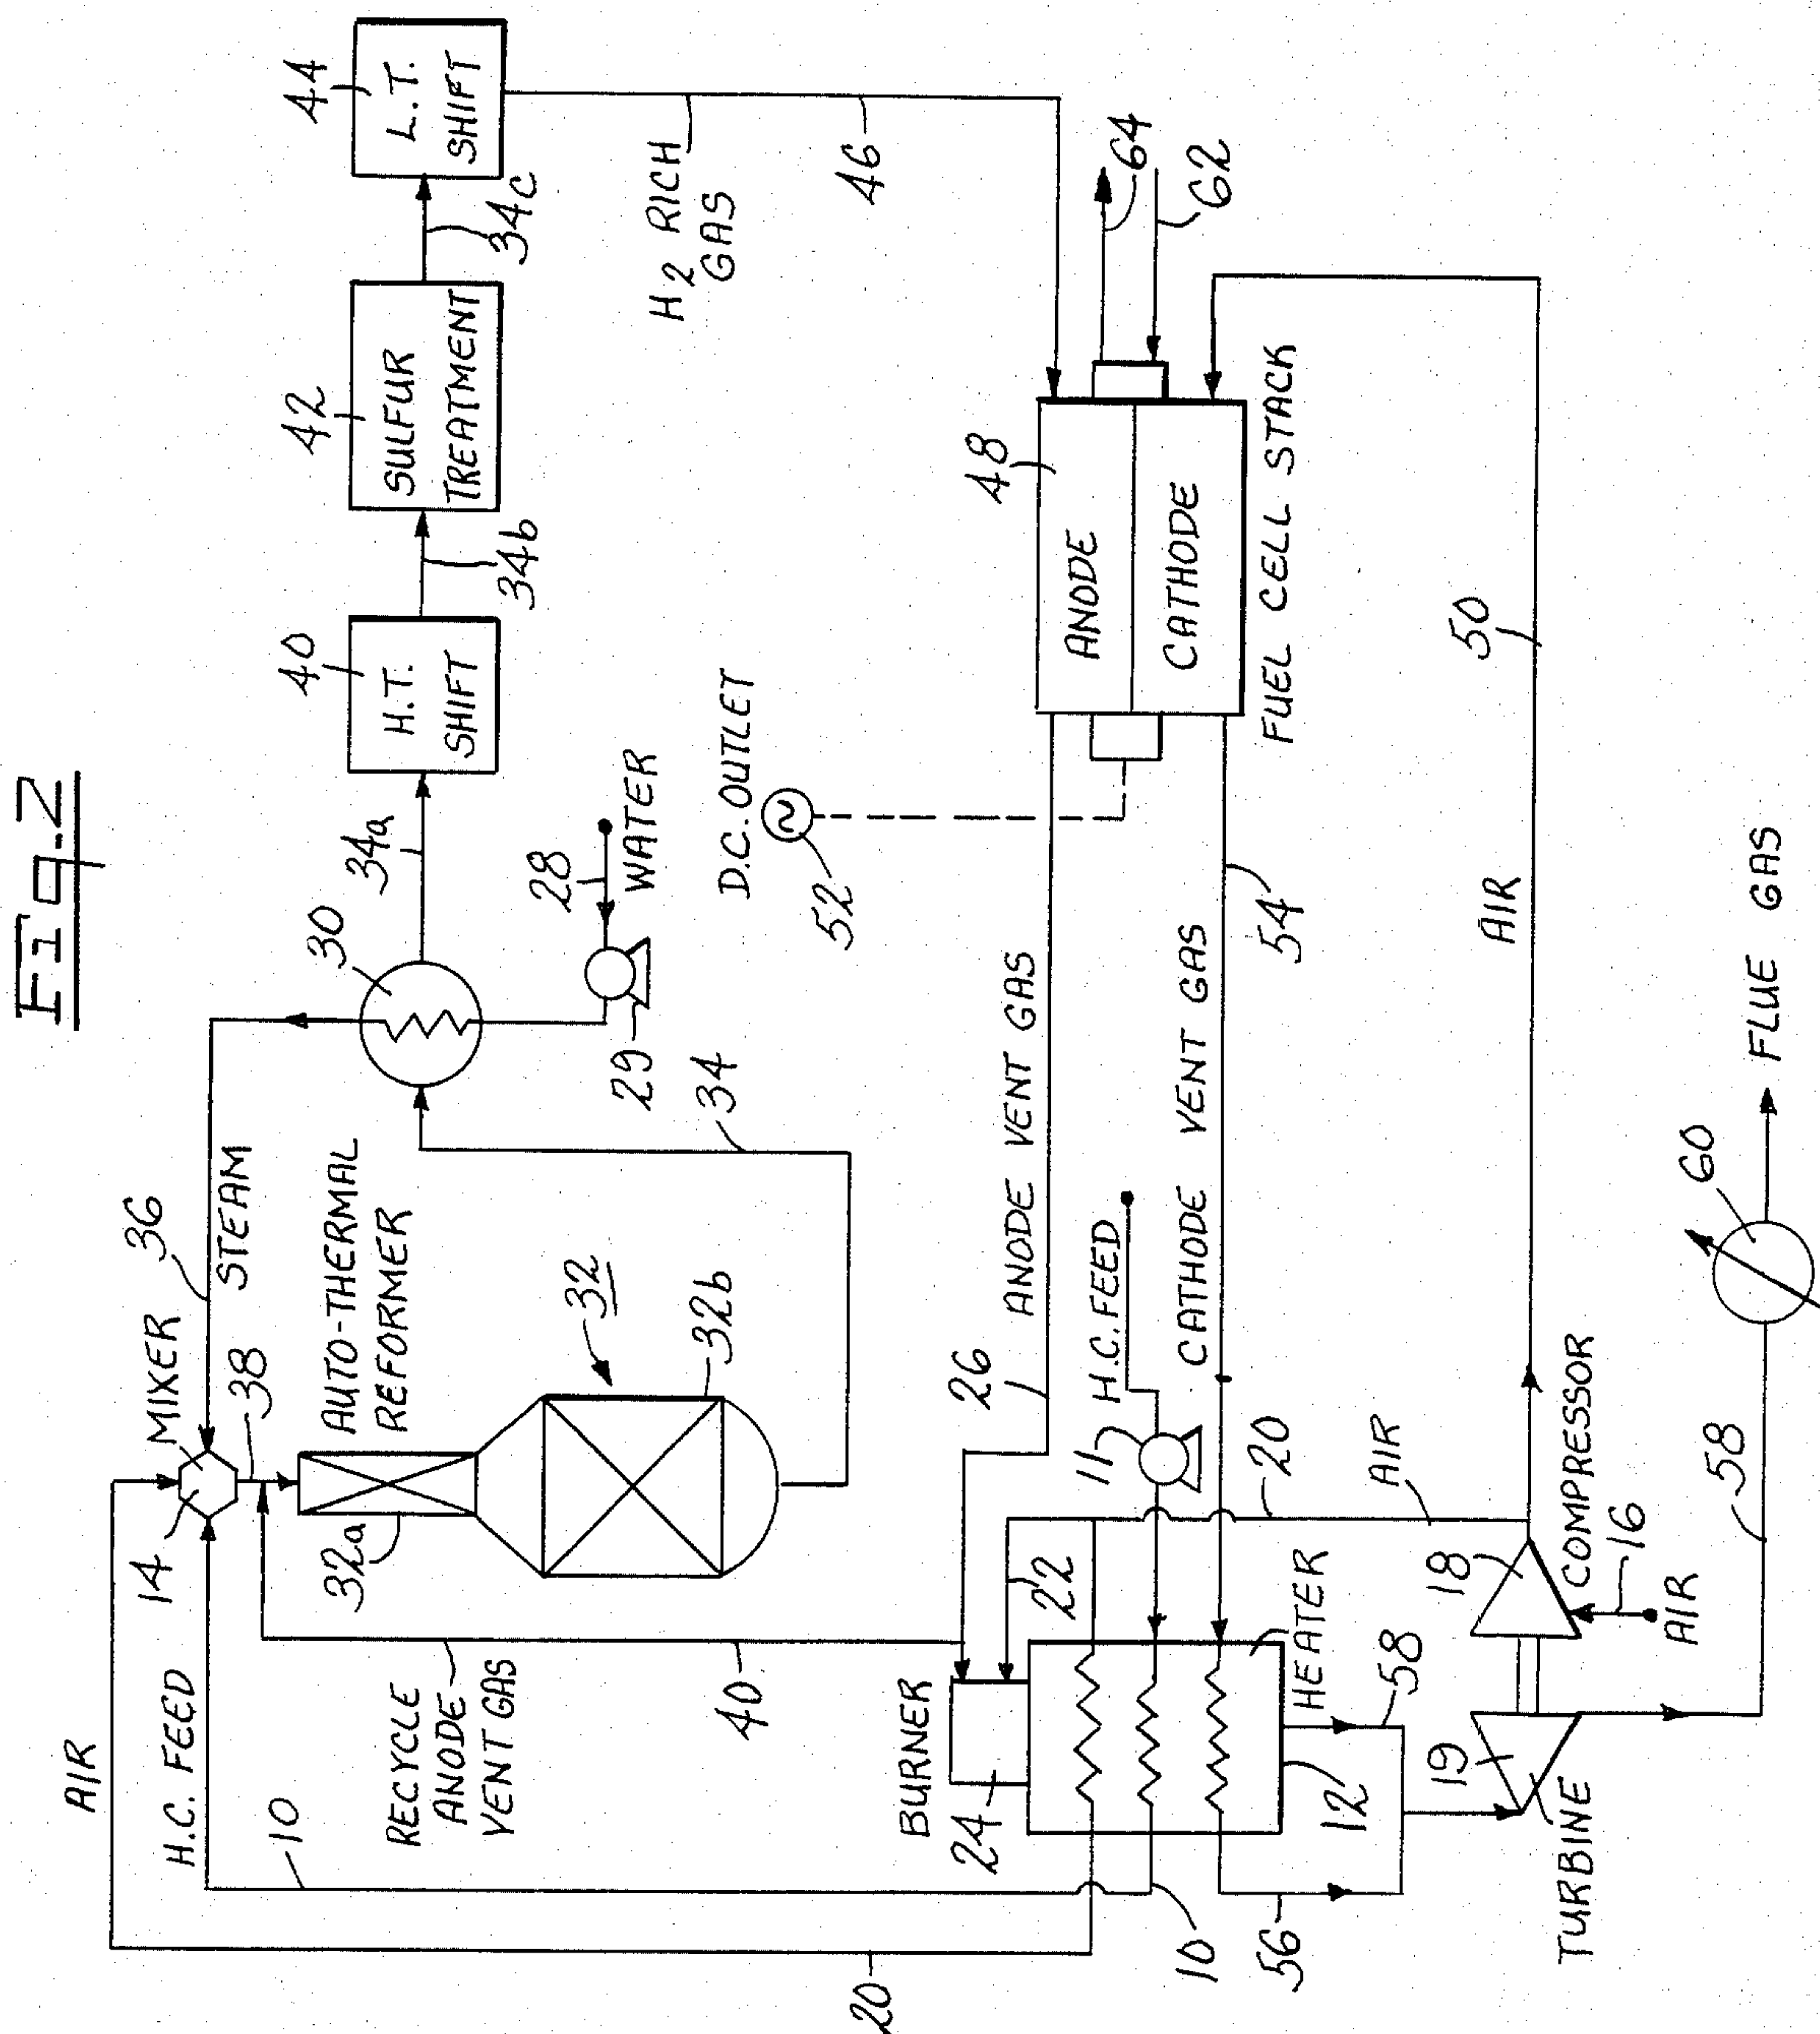 Fig. 2
AIR
H.C. FEED
10
20
14
MIXER
36
STEAM
38
AUTO-THERMAL
REFORMER
32a
32
32b
RECYCLE
ANODE
VENT GAS
40
34
30
34a
28
WATER
29
40
H.T.
SHIFT
34b
42
SULFUR
TREATMENT
34c
44
L.T.
SHIFT
H2 RICH
GAS
46
D.C. OUTLET
52
48
ANODE
CATHODE
FUEL CELL STACK
64
62
BURNER
24
22
26
ANODE VENT GAS
H.C. FEED
11
CATHODE VENT GAS
54
10
56
12
HEATER
58
20
AIR
AIR
50
19
TURBINE
18
COMPRESSOR
16
AIR
58
60
FLUE GAS